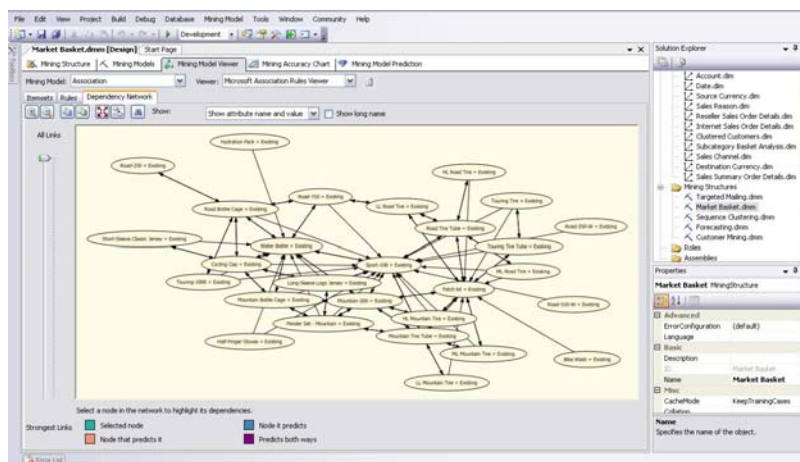 File Edit View Project Build Debug Database Mining Model Tools Window Community Help
Development
Market Basket.dmm [Design] Start Page
Mining Structure Mining Models Mining Model Viewer Mining Accuracy Chart Mining Model Prediction
Mining Model: Association Viewer: Microsoft Association Rules Viewer
Itemsets Rules Dependency Network
Show: Show attribute name and value Show long name
All Links
Hydration Pack = Existing
Road-250 = Existing
HL Road Tire = Existing
Road-750 = Existing
Touring Tire = Existing
Road Bottle Cage = Existing
LL Road Tire = Existing
Road Tire Tube = Existing
Road-350-W = Existing
Short-Sleeve Classic Jersey = Existing
Water Bottle = Existing
Touring Tire Tube = Existing
Cycling Cap = Existing
Sport-100 = Existing
ML Road Tire = Existing
Touring-1000 = Existing
Long-Sleeve Logo Jersey = Existing
Patch kit = Existing
Mountain Bottle Cage = Existing
Mountain-200 = Existing
Road-550-W = Existing
Fender Set - Mountain = Existing
HL Mountain Tire = Existing
Half-Finger Gloves = Existing
Mountain Tire Tube = Existing
ML Mountain Tire = Existing
Bike Wash = Existing
LL Mountain Tire = Existing
Select a node in the network to highlight its dependencies.
Strongest Links
Selected node Node it predicts
Node that predicts it Predicts both ways
Error List
Solution Explorer
Account.dim
Date.dim
Source Currency.dim
Sales Reason.dim
Reseller Sales Order Details.dim
Internet Sales Order Details.dim
Clustered Customers.dim
Subcategory Basket Analysis.dim
Sales Channel.dim
Destination Currency.dim
Sales Summary Order Details.dim
Mining Structures
Targeted Mailing.dmm
Market Basket.dmm
Sequence Clustering.dmm
Forecasting.dmm
Customer Mining.dmm
Roles
Assemblies
Properties
Market Basket MiningStructure
Advanced
ErrorConfiguration (default)
Language
Basic
Description
ID Market Basket
Name Market Basket
Misc
CacheMode KeepTrainingCases
Collation
Name
Specifies the name of the object.